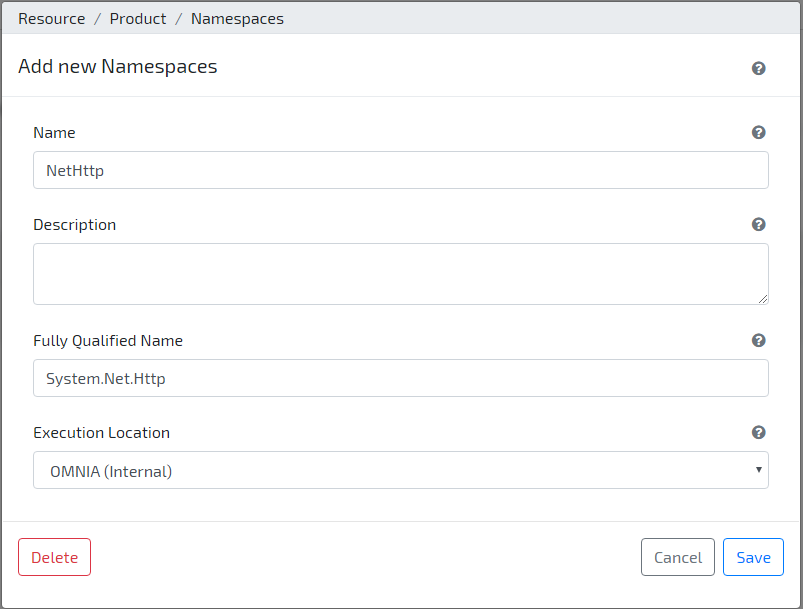 Resource / Product / Namespaces
Add new Namespaces
Name
NetHttp
Description
Fully Qualified Name
System.Net.Http
Execution Location
OMNIA (Internal)
Delete Cancel Save